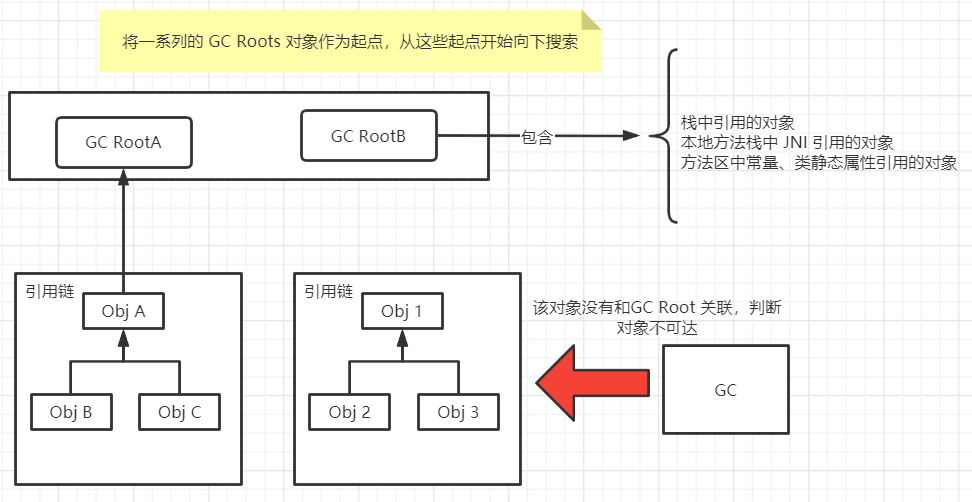 将一系列的 GC Roots 对象作为起点，从这些起点开始向下搜索
GC RootA
GC RootB
包含
栈中引用的对象
本地方法栈中 JNI 引用的对象
方法区中常量、类静态属性引用的对象
引用链
Obj A
Obj B
Obj C
引用链
Obj 1
Obj 2
Obj 3
该对象没有和GC Root 关联，判断
对象不可达
GC